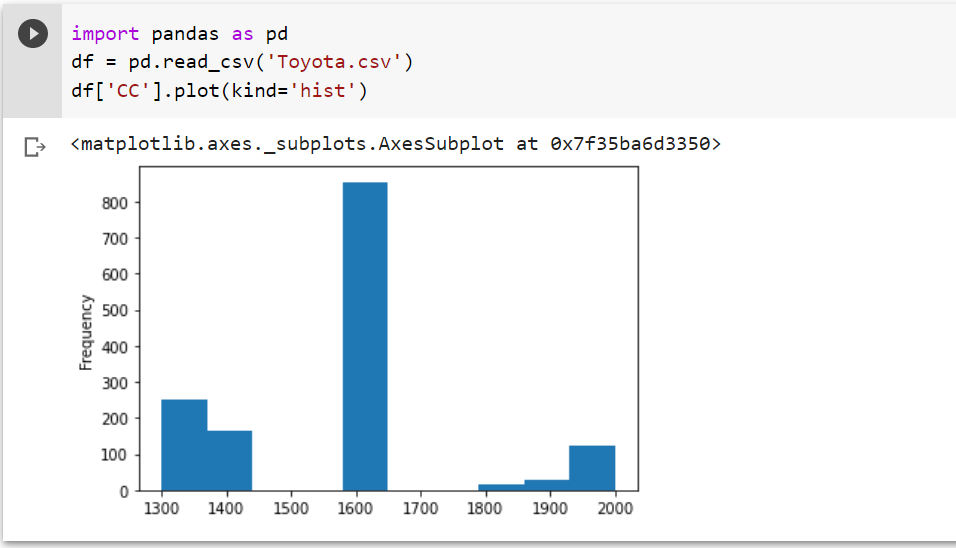 import pandas as pd
df = pd.read_csv('Toyota.csv')
df['CC'].plot(kind='hist')
<matplotlib.axes._subplots.AxesSubplot at 0x7f35ba6d3350>
800
700
600
500
400
300
200
100
0
Frequency
1300 1400 1500 1600 1700 1800 1900 2000